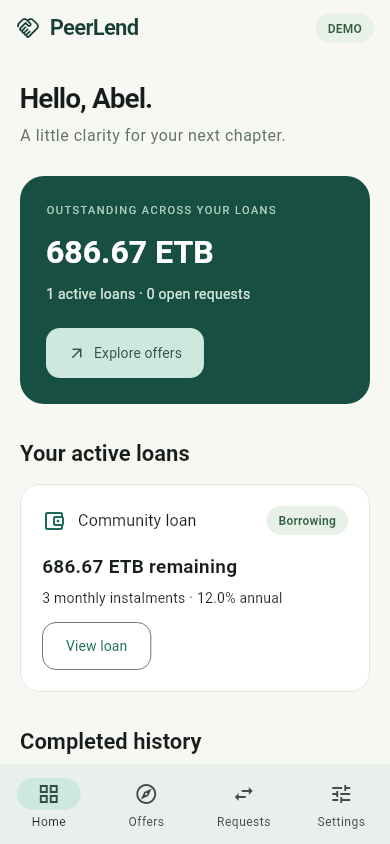 PeerLend
DEMO
Hello, Abel.
A little clarity for your next chapter.
OUTSTANDING ACROSS YOUR LOANS
686.67 ETB
1 active loans · 0 open requests
Explore offers
Your active loans
Community loan
Borrowing
686.67 ETB remaining
3 monthly instalments · 12.0% annual
View loan
Completed history
Home
Offers
Requests
Settings